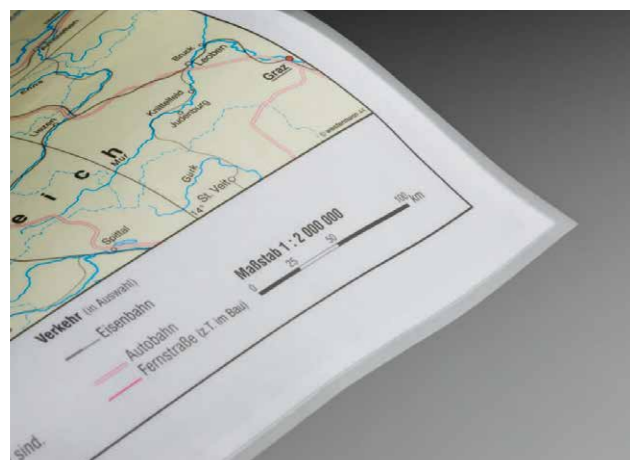 Bruck
Leoben
Graz
Knittelfeld
Judenburg
Liezen
Mur
e i c h
Gurk
St. Veit
14°
Spittal
© westermann
Maßstab 1 : 2 000 000
0 25 50 100 km
Verkehr (in Auswahl)
Eisenbahn
Autobahn
Fernstraße (z.T. im Bau)
sind.